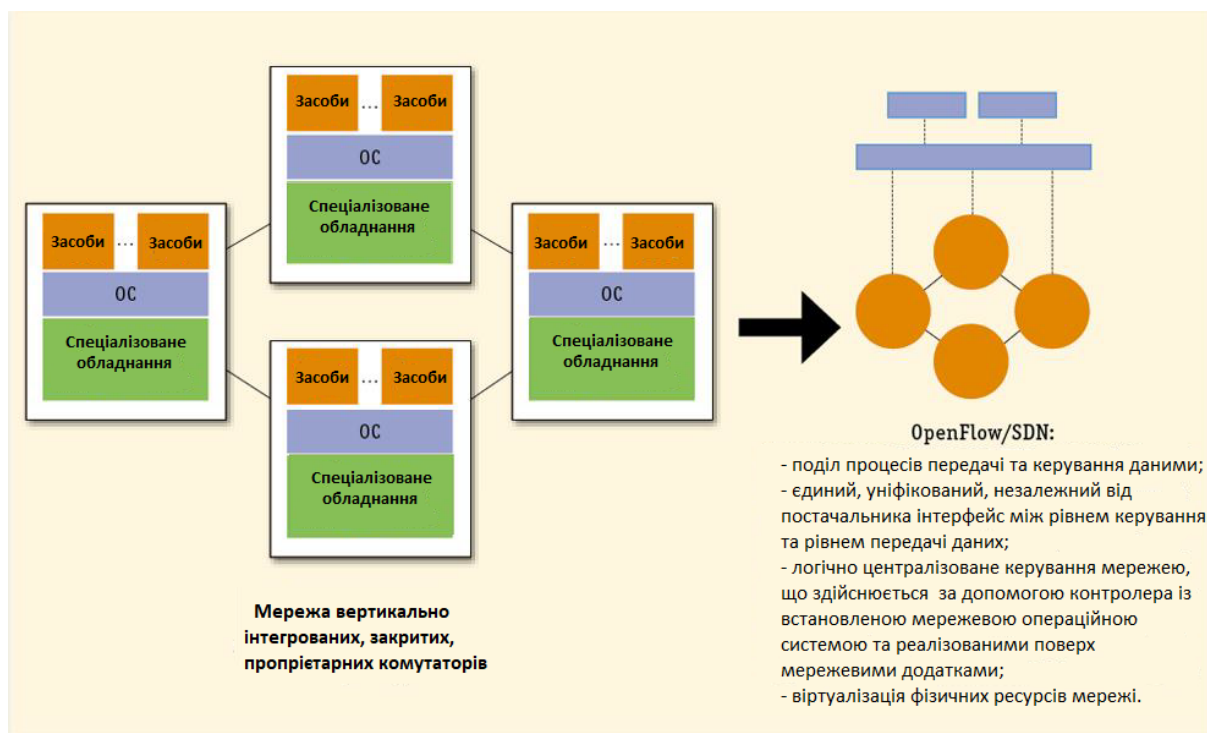 Засоби ... Засоби
ОС
Спеціалізоване
обладнання
Засоби ... Засоби
ОС
Спеціалізоване
обладнання
Засоби ... Засоби
ОС
Спеціалізоване
обладнання
Засоби ... Засоби
ОС
Спеціалізоване
обладнання
Мережа вертикально
інтегрованих, закритих,
пропрієтарних комутаторів
OpenFlow/SDN:
- поділ процесів передачі та керування даними;
- єдиний, уніфікований, незалежний від
постачальника інтерфейс між рівнем керування
та рівнем передачі даних;
- логічно централізоване керування мережею,
що здійснюється за допомогою контролера із
встановленою мережевою операційною
системою та реалізованими поверх
мережевими додатками;
- віртуалізація фізичних ресурсів мережі.